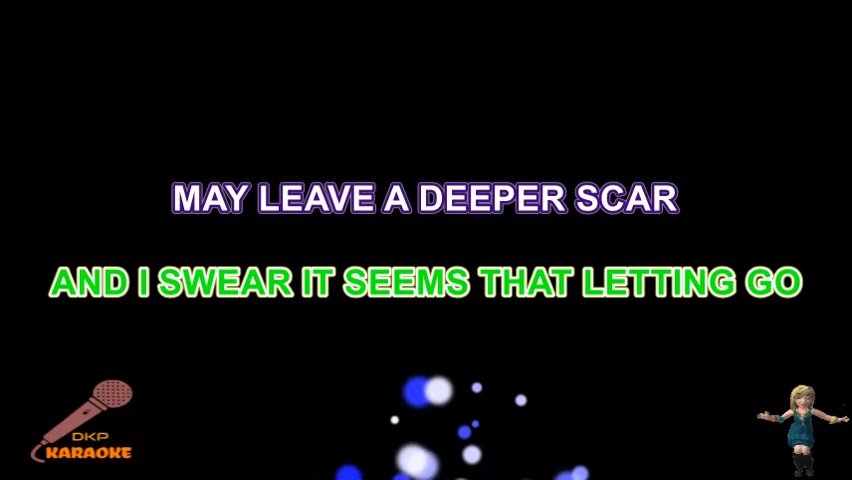 MAY LEAVE A DEEPER SCAR
AND I SWEAR IT SEEMS THAT LETTING GO
DKP
KARAOKE